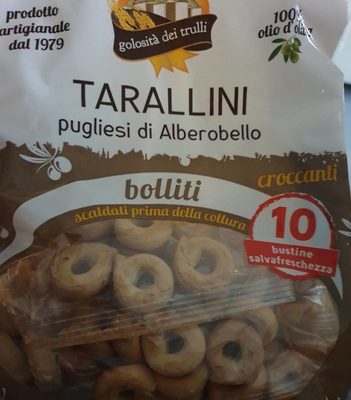 prodotto
artigianale
dal 1979
golosità dei trulli
100%
olio d'oliva
TARALLINI
pugliesi di Alberobello
bolliti
croccanti
scaldati prima della cottura
10
bustine
salvafreschezza